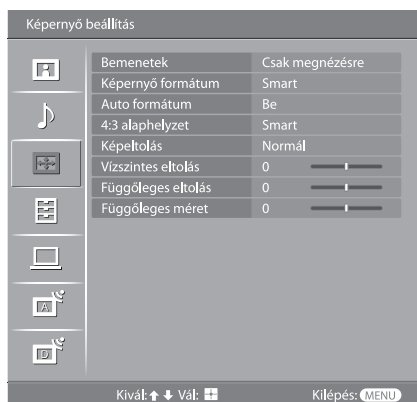 Képernyő beállítás
Bemenetek Csak megnézésre
Képernyő formátum Smart
Auto formátum Be
4:3 alaphelyzet Smart
Képeltolás Normál
Vízszintes eltolás 0
Függőleges eltolás 0
Függőleges méret 0
A
D
Kivál: Vál: Kilépés: MENU